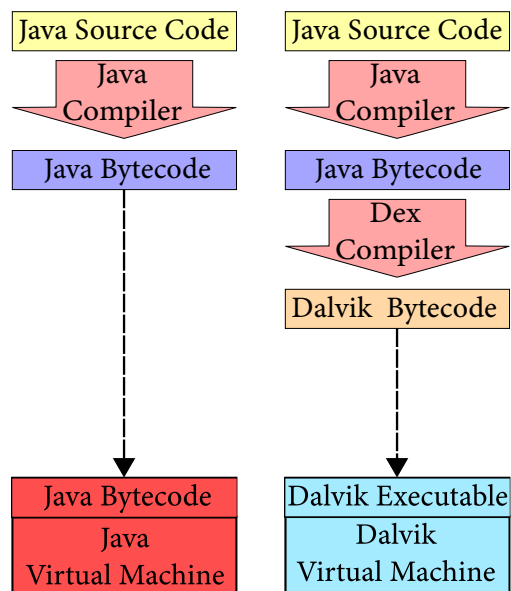 Java Source Code
Java
Compiler
Java Bytecode
Java Bytecode
Java
Virtual Machine
Java Source Code
Java
Compiler
Java Bytecode
Dex
Compiler
Dalvik Bytecode
Dalvik Executable
Dalvik
Virtual Machine